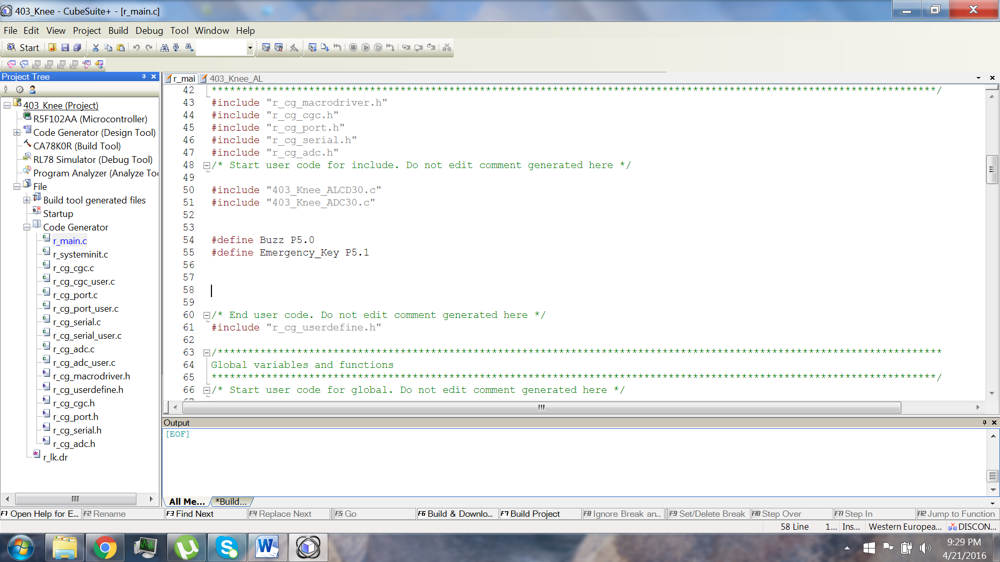 403_Knee - CubeSuite+ - [r_main.c]
File Edit View Project Build Debug Tool Window Help
Start
Project Tree
403_Knee (Project)
R5F102AA (Microcontroller)
Code Generator (Design Tool)
CA78K0R (Build Tool)
RL78 Simulator (Debug Tool)
Program Analyzer (Analyze To
File
Build tool generated files
Startup
Code Generator
r_main.c
r_systeminit.c
r_cg_cgc.c
r_cg_cgc_user.c
r_cg_port.c
r_cg_port_user.c
r_cg_serial.c
r_cg_serial_user.c
r_cg_adc.c
r_cg_adc_user.c
r_cg_macrodriver.h
r_cg_userdefine.h
r_cg_cgc.h
r_cg_port.h
r_cg_serial.h
r_cg_adc.h
r_lk.dr
r_mai 403_Knee_AL
42 ***********************************************************************************************************************/
43 #include "r_cg_macrodriver.h"
44 #include "r_cg_cgc.h"
45 #include "r_cg_port.h"
46 #include "r_cg_serial.h"
47 #include "r_cg_adc.h"
48 /* Start user code for include. Do not edit comment generated here */
49
50 #include "403_Knee_ALCD30.c"
51 #include "403_Knee_ADC30.c"
52
53
54 #define Buzz P5.0
55 #define Emergency_Key P5.1
56
57
58
59
60 /* End user code. Do not edit comment generated here */
61 #include "r_cg_userdefine.h"
62
63 /***********************************************************************************************************************
64 Global variables and functions
65 ***********************************************************************************************************************/
66 /* Start user code for global. Do not edit comment generated here */
Output
[EOF]
All Me... *Build...
F1 Open Help for E... F2 Rename F3 Find Next F4 Replace Next F5 Go F6 Build & Downlo... F7 Build Project F8 Ignore Break an... F9 Set/Delete Break F10 Step Over F11 Step In F12 Jump to Function
58 Line 1... Ins... Western Europea... DISCON...
9:29 PM
4/21/2016